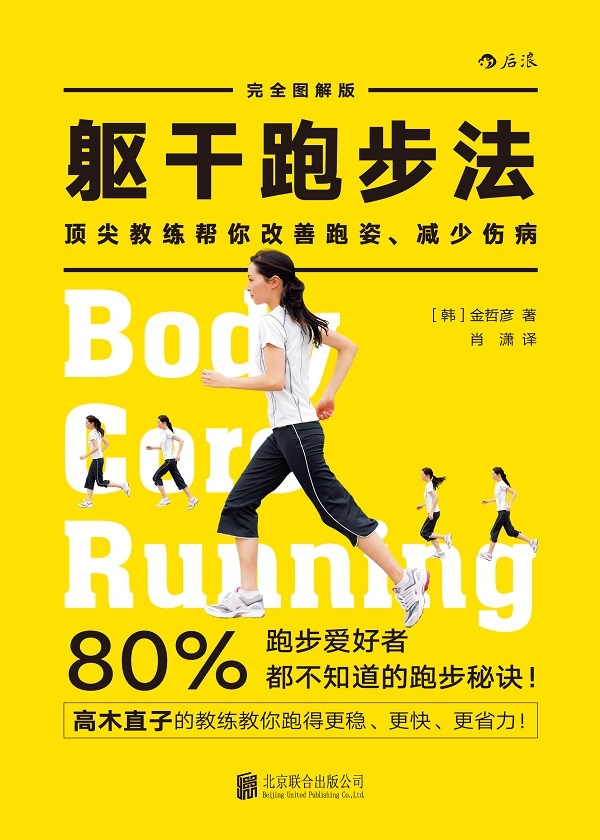 后浪
完全图解版
躯干跑步法
顶尖教练帮你改善跑姿、减少伤病
[韩]金哲彦 著
肖 潇 译
Body
Core
Running
80%
跑步爱好者
都不知道的跑步秘诀！
高木直子的教练教你跑得更稳、更快、更省力！
北京联合出版公司
Beijing United Publishing Co.,Ltd.